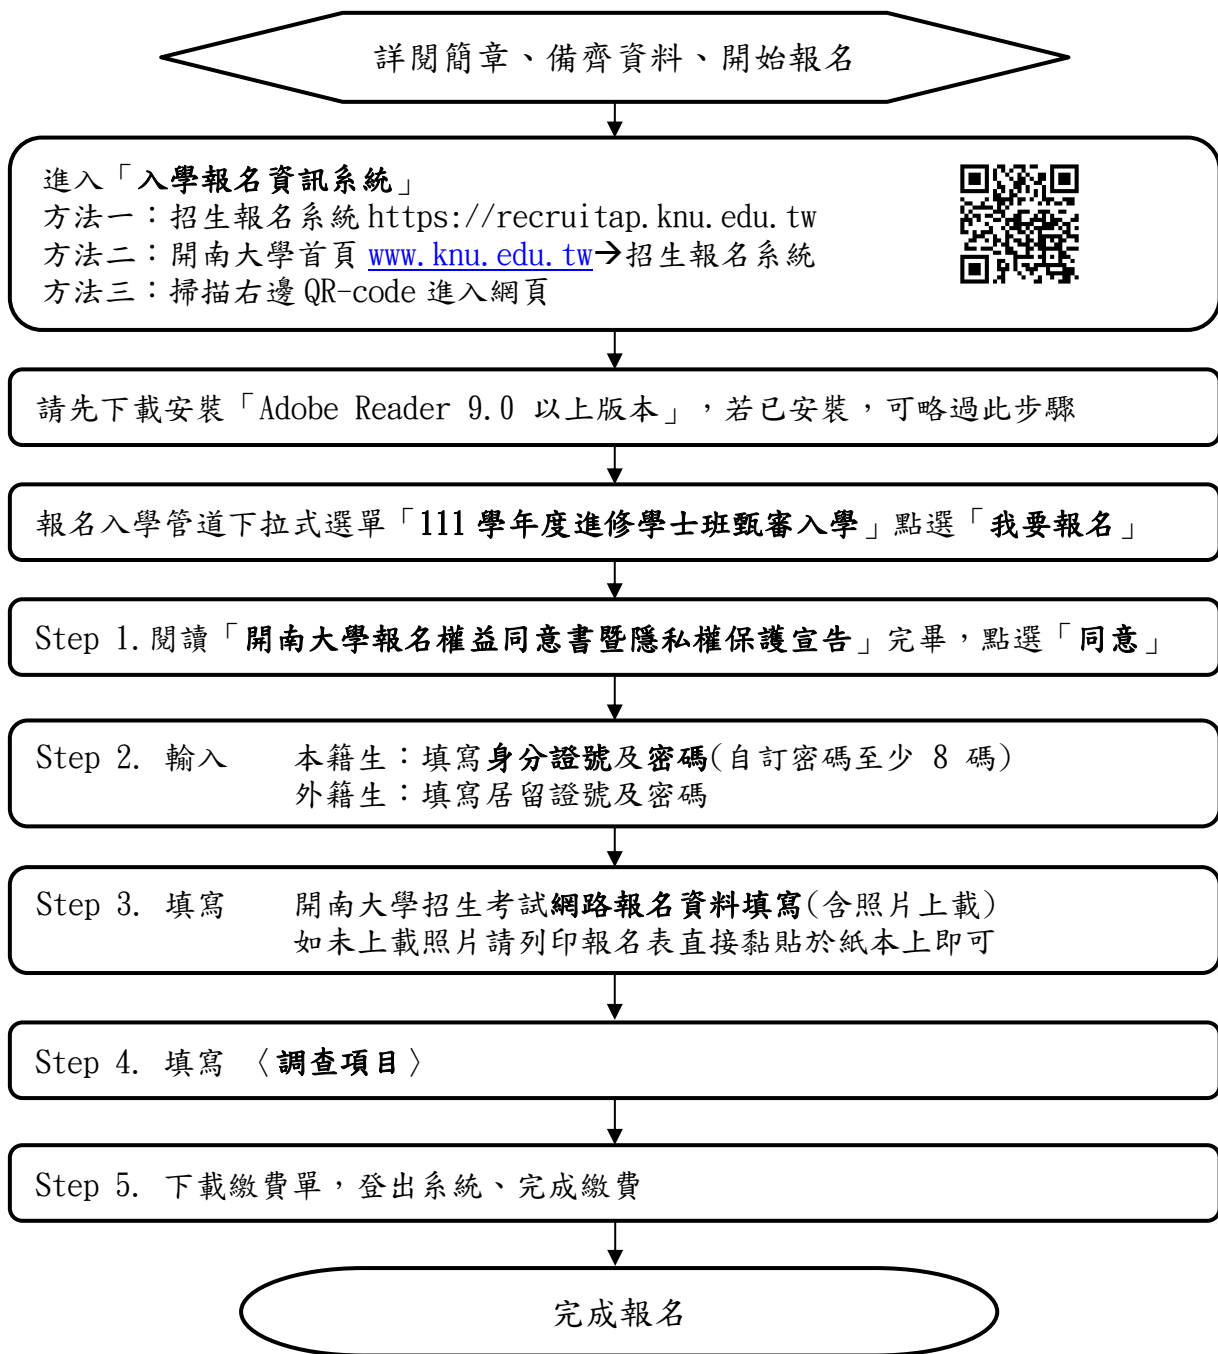 詳閱簡章、備齊資料、開始報名
進入「入學報名資訊系統」
方法一：招生報名系統 https://recruitap.knu.edu.tw
方法二：開南大學首頁 www.knu.edu.tw→招生報名系統
方法三：掃描右邊 QR-code 進入網頁
請先下載安裝「Adobe Reader 9.0 以上版本」，若已安裝，可略過此步驟
報名入學管道下拉式選單「111 學年度進修學士班甄審入學」點選「我要報名」
Step 1.閱讀「開南大學報名權益同意書暨隱私權保護宣告」完畢，點選「同意」
Step 2. 輸入 本籍生：填寫身分證號及密碼(自訂密碼至少 8 碼)
外籍生：填寫居留證號及密碼
Step 3. 填寫 開南大學招生考試網路報名資料填寫(含照片上載)
如未上載照片請列印報名表直接黏貼於紙本上即可
Step 4. 填寫 〈調查項目〉
Step 5. 下載繳費單，登出系統、完成繳費
完成報名